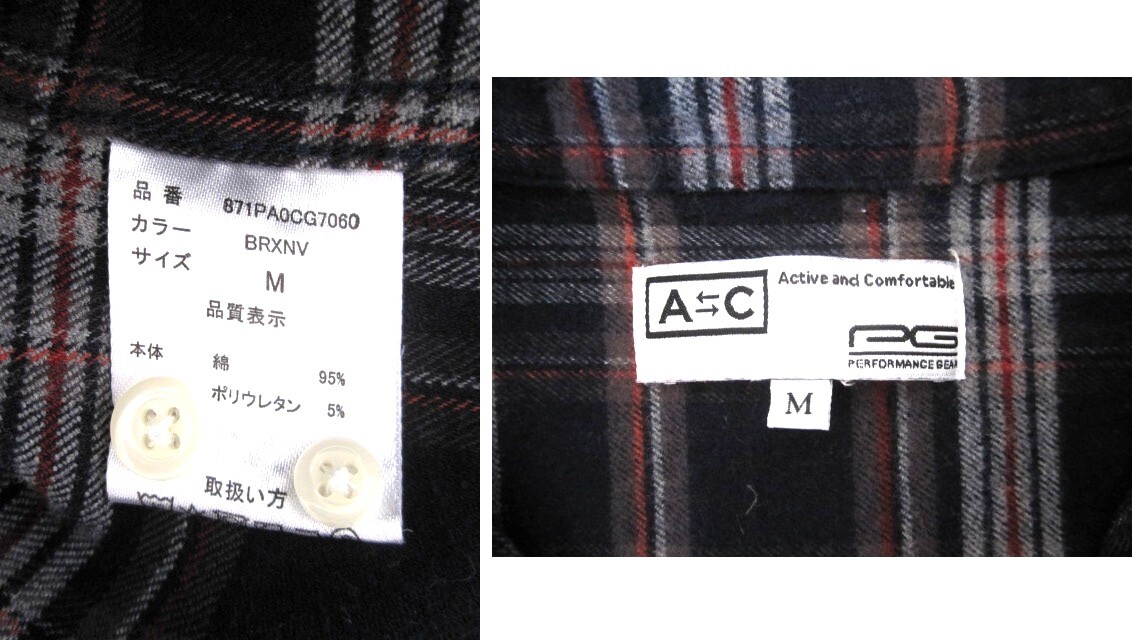 品番 871PA0CG7060
カラー BRXNV
サイズ M
品質表示
本体 綿 95%
ポリウレタン 5%
取扱い方
A⇆C Active and Comfortable
PG
PERFORMANCE GEAR
M